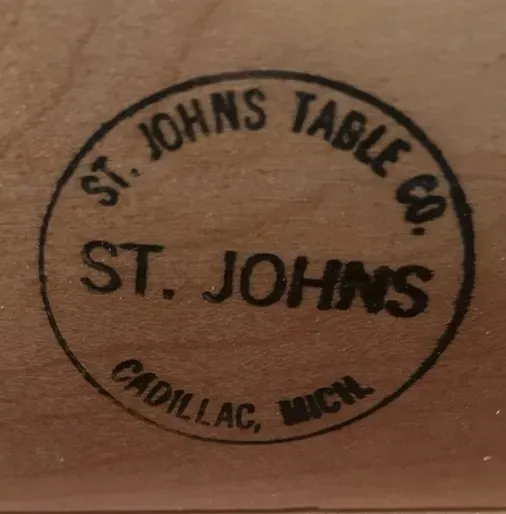 ST. JOHNS TABLE CO.
ST. JOHNS
CADILLAC, MICH.